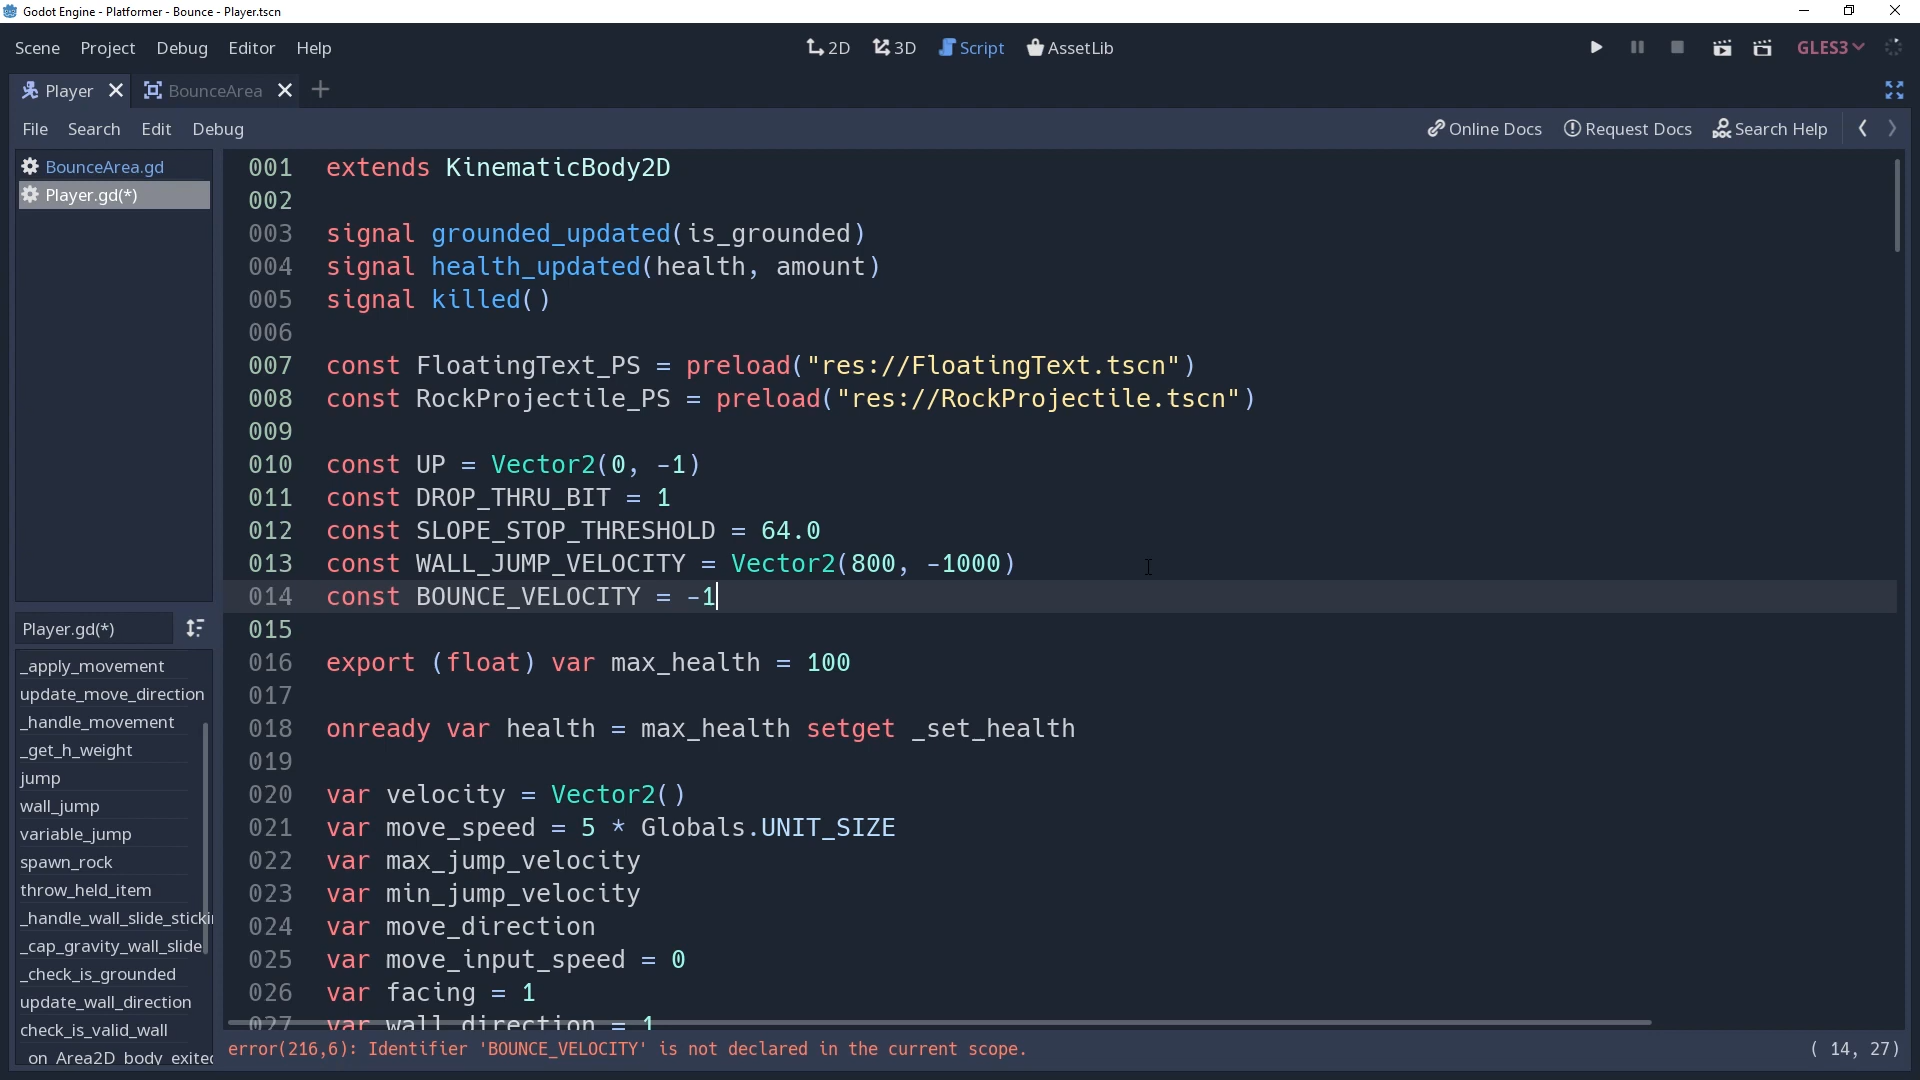 Godot Engine - Platformer - Bounce - Player.tscn
Scene Project Debug Editor Help
2D 3D Script AssetLib
GLES3
Player BounceArea
File Search Edit Debug
Online Docs Request Docs Search Help
BounceArea.gd
Player.gd(*)
Player.gd(*)
_apply_movement
update_move_direction
_handle_movement
_get_h_weight
jump
wall_jump
variable_jump
spawn_rock
throw_held_item
_handle_wall_slide_sticki
_cap_gravity_wall_slide
_check_is_grounded
update_wall_direction
check_is_valid_wall
_on_Area2D_body_exited
001 extends KinematicBody2D
002
003 signal grounded_updated(is_grounded)
004 signal health_updated(health, amount)
005 signal killed()
006
007 const FloatingText_PS = preload("res://FloatingText.tscn")
008 const RockProjectile_PS = preload("res://RockProjectile.tscn")
009
010 const UP = Vector2(0, -1)
011 const DROP_THRU_BIT = 1
012 const SLOPE_STOP_THRESHOLD = 64.0
013 const WALL_JUMP_VELOCITY = Vector2(800, -1000)
014 const BOUNCE_VELOCITY = -1
015
016 export (float) var max_health = 100
017
018 onready var health = max_health setget _set_health
019
020 var velocity = Vector2()
021 var move_speed = 5 * Globals.UNIT_SIZE
022 var max_jump_velocity
023 var min_jump_velocity
024 var move_direction
025 var move_input_speed = 0
026 var facing = 1
027 var wall_direction = 1
error(216,6): Identifier 'BOUNCE_VELOCITY' is not declared in the current scope.
( 14, 27)